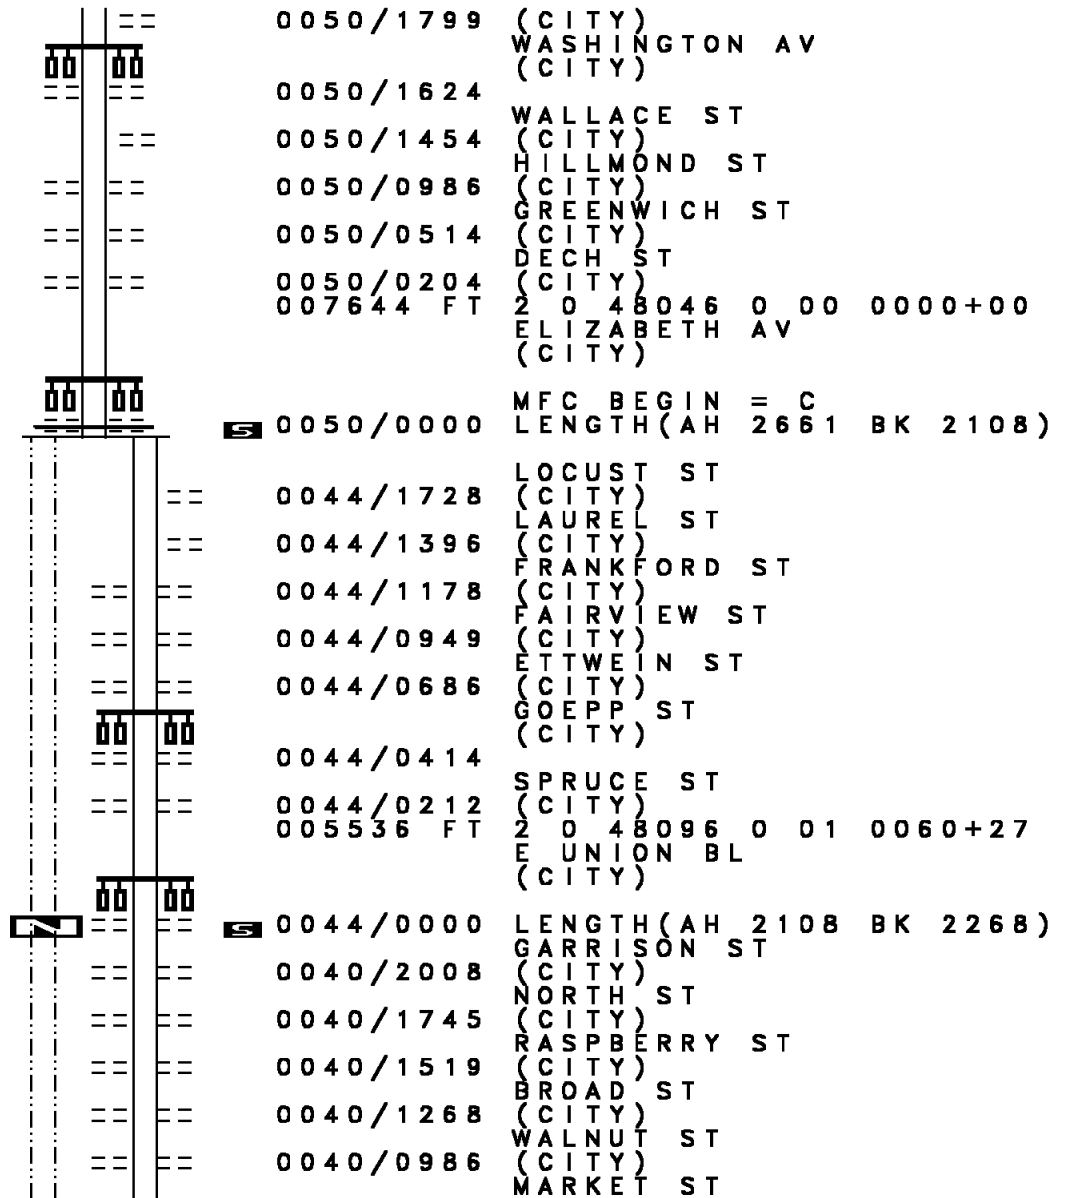 0050/1799 (CITY)
WASHINGTON AV
(CITY)
0050/1624
WALLACE ST
0050/1454 (CITY)
HILLMOND ST
0050/0986 (CITY)
GREENWICH ST
0050/0514 (CITY)
DECH ST
0050/0204 (CITY)
007644 FT 2 0 48046 0 00 0000+00
ELIZABETH AV
(CITY)
MFC BEGIN = C
S 0050/0000 LENGTH(AH 2661 BK 2108)
LOCUST ST
0044/1728 (CITY)
LAUREL ST
0044/1396 (CITY)
FRANKFORD ST
0044/1178 (CITY)
FAIRVIEW ST
0044/0949 (CITY)
ETTWEIN ST
0044/0686 (CITY)
GOEPP ST
(CITY)
0044/0414
SPRUCE ST
0044/0212 (CITY)
005536 FT 2 0 48096 0 01 0060+27
E UNION BL
(CITY)
N S 0044/0000 LENGTH(AH 2108 BK 2268)
GARRISON ST
0040/2008 (CITY)
NORTH ST
0040/1745 (CITY)
RASPBERRY ST
0040/1519 (CITY)
BROAD ST
0040/1268 (CITY)
WALNUT ST
0040/0986 (CITY)
MARKET ST